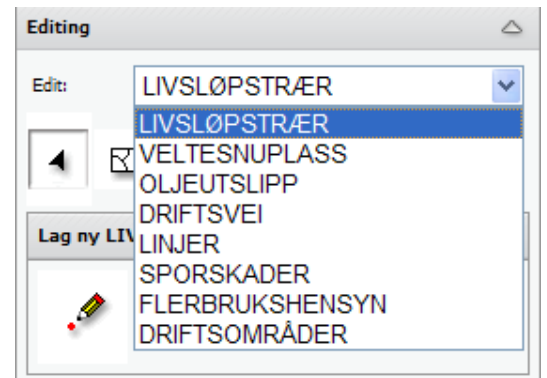 Editing
Edit: LIVSLØPSTRÆR
LIVSLØPSTRÆR
VELTESNUPLASS
OLJEUTSLIPP
DRIFTSVEI
Lag ny LIV
LINJER
SPORSKADER
FLERBRUKSHENSYN
DRIFTSOMRÅDER